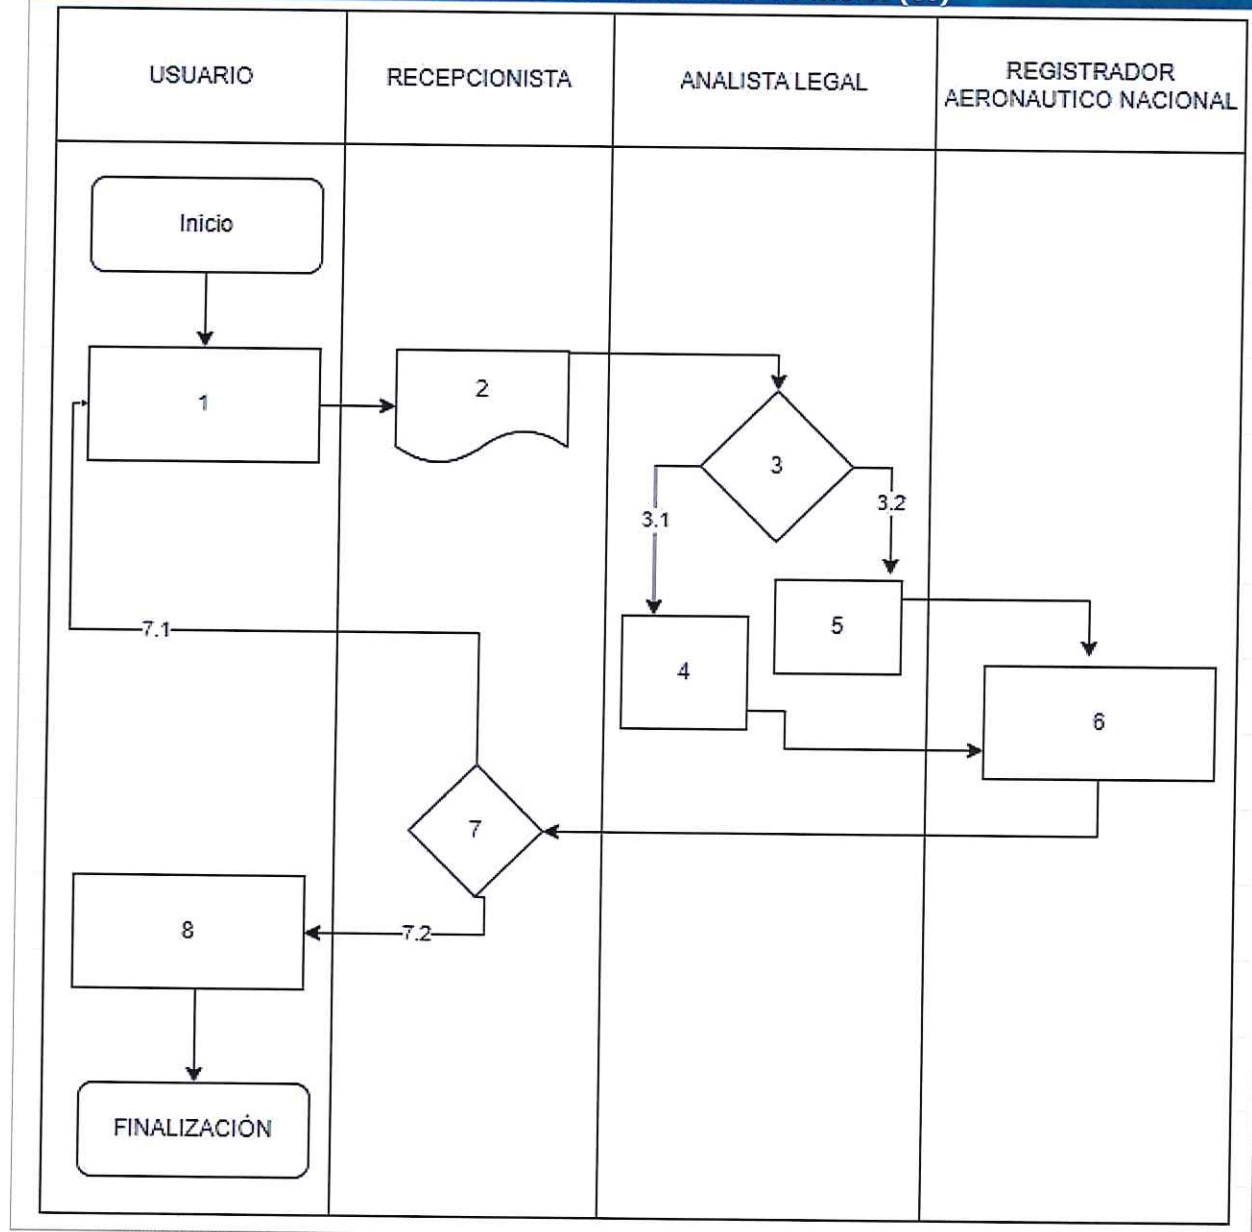 USUARIO
RECEPCIONISTA
ANALISTA LEGAL
REGISTRADOR
AERONAUTICO NACIONAL
Inicio
1
2
3
3.1
3.2
5
4
7.1
6
7
8
7.2
FINALIZACIÓN